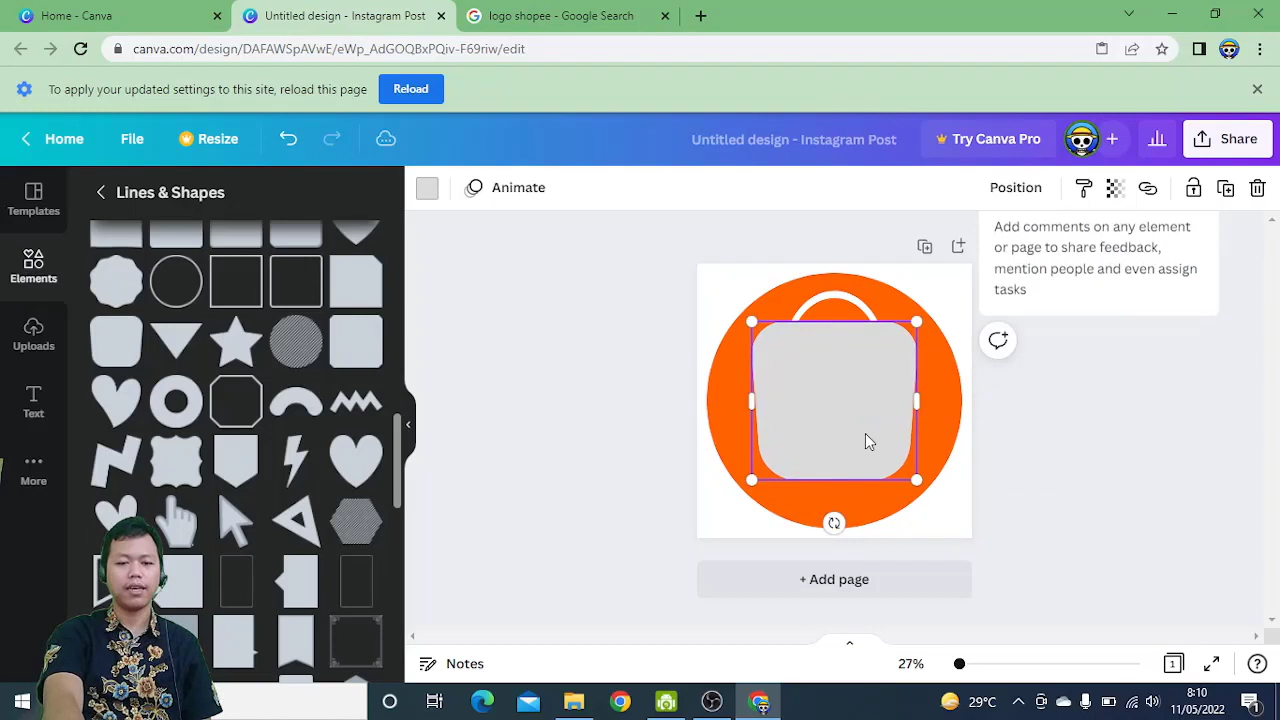 Home - Canva
Untitled design - Instagram Post
logo shopee - Google Search
canva.com/design/DAFAWSpAVwE/eWp_AdGOQBxPQiv-F69riw/edit
To apply your updated settings to this site, reload this page
Reload
Home
File
Resize
Untitled design - Instagram Post
Try Canva Pro
Share
Templates
Elements
Uploads
Text
More
Lines & Shapes
Animate
Position
Add comments on any element
or page to share feedback,
mention people and even assign
tasks
+ Add page
Notes
27%
1
29°C
8:10
11/05/2022
1